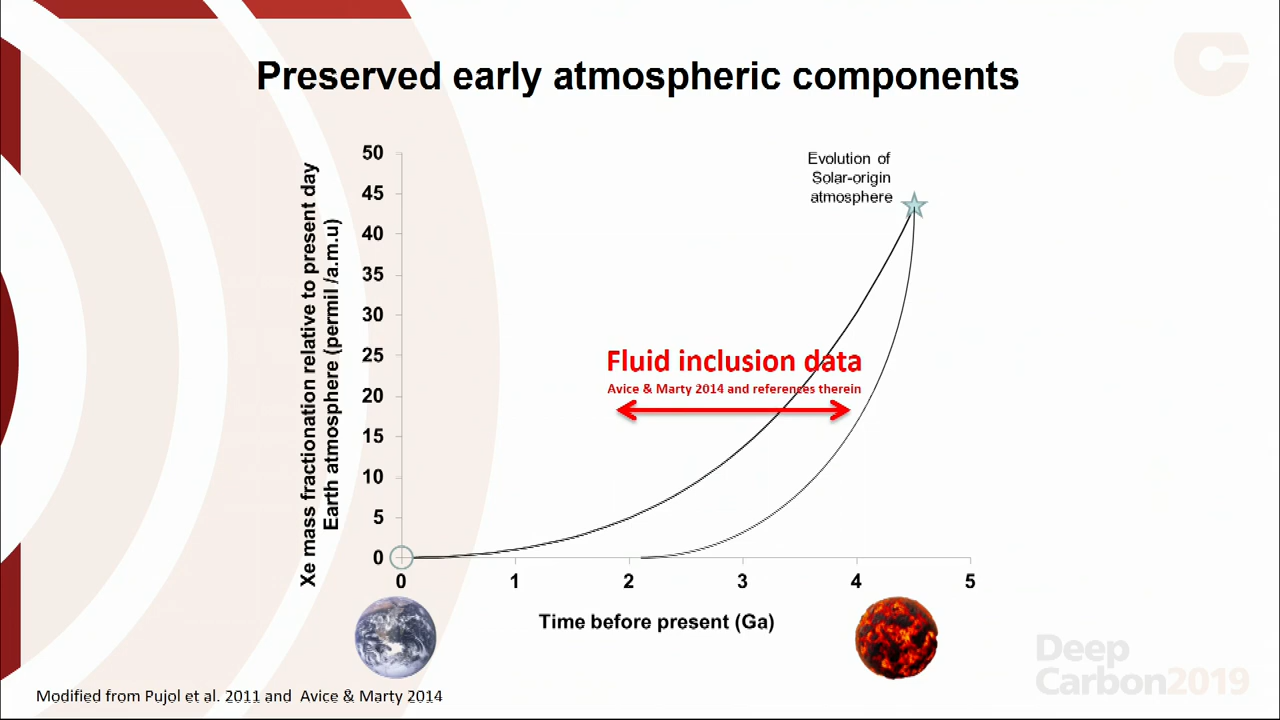 Preserved early atmospheric components
Xe mass fractionation relative to present day
Earth atmosphere (permil /a.m.u)
50
45
40
35
30
25
20
15
10
5
0
Evolution of
Solar-origin
atmosphere
Fluid inclusion data
Avice & Marty 2014 and references therein
0 1 2 3 4 5
Time before present (Ga)
Modified from Pujol et al. 2011 and Avice & Marty 2014
Deep
Carbon2019